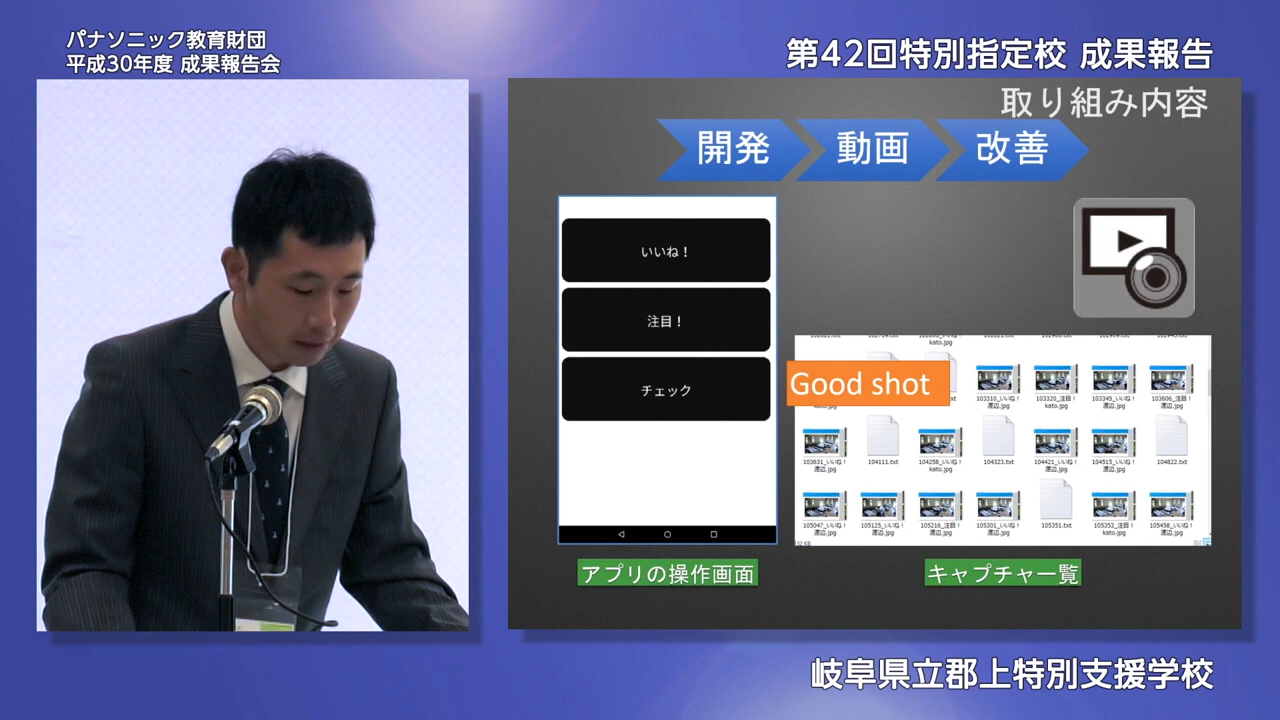 パナソニック教育財団
平成30年度 成果報告会
第42回特別指定校 成果報告
取り組み内容
開発
動画
改善
いいね！
注目！
チェック
Good shot
kato.jpg
103310_いいね！
渡辺.jpg
103320_注目！
kato.jpg
103345_いいね！
渡辺.jpg
103606_注目！
渡辺.jpg
103631_いいね！
渡辺.jpg
104111.txt
104258_いいね！
kato.jpg
104323.txt
104421_いいね！
渡辺.jpg
104515_いいね！
渡辺.jpg
104822.txt
105047_いいね！
渡辺.jpg
105125_いいね！
渡辺.jpg
105216_注目！
kato.jpg
105301_いいね！
渡辺.jpg
105351.txt
105353_注目！
kato.jpg
105458_いいね！
渡辺.jpg
アプリの操作画面
キャプチャ一覧
岐阜県立郡上特別支援学校